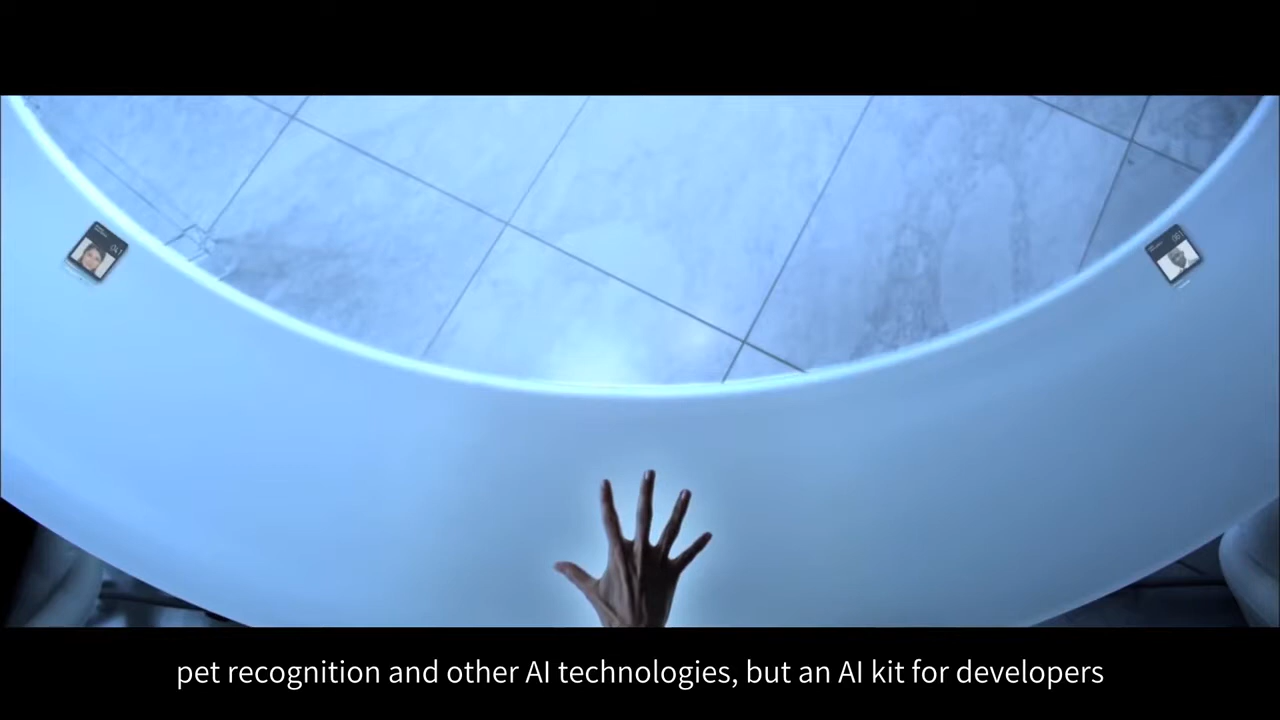 pet recognition and other AI technologies, but an AI kit for developers